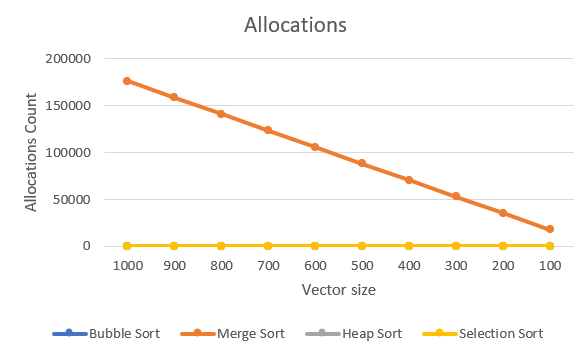 Allocations
200000
150000
100000
50000
0
Allocations Count
1000 900 800 700 600 500 400 300 200 100
Vector size
Bubble Sort Merge Sort Heap Sort Selection Sort